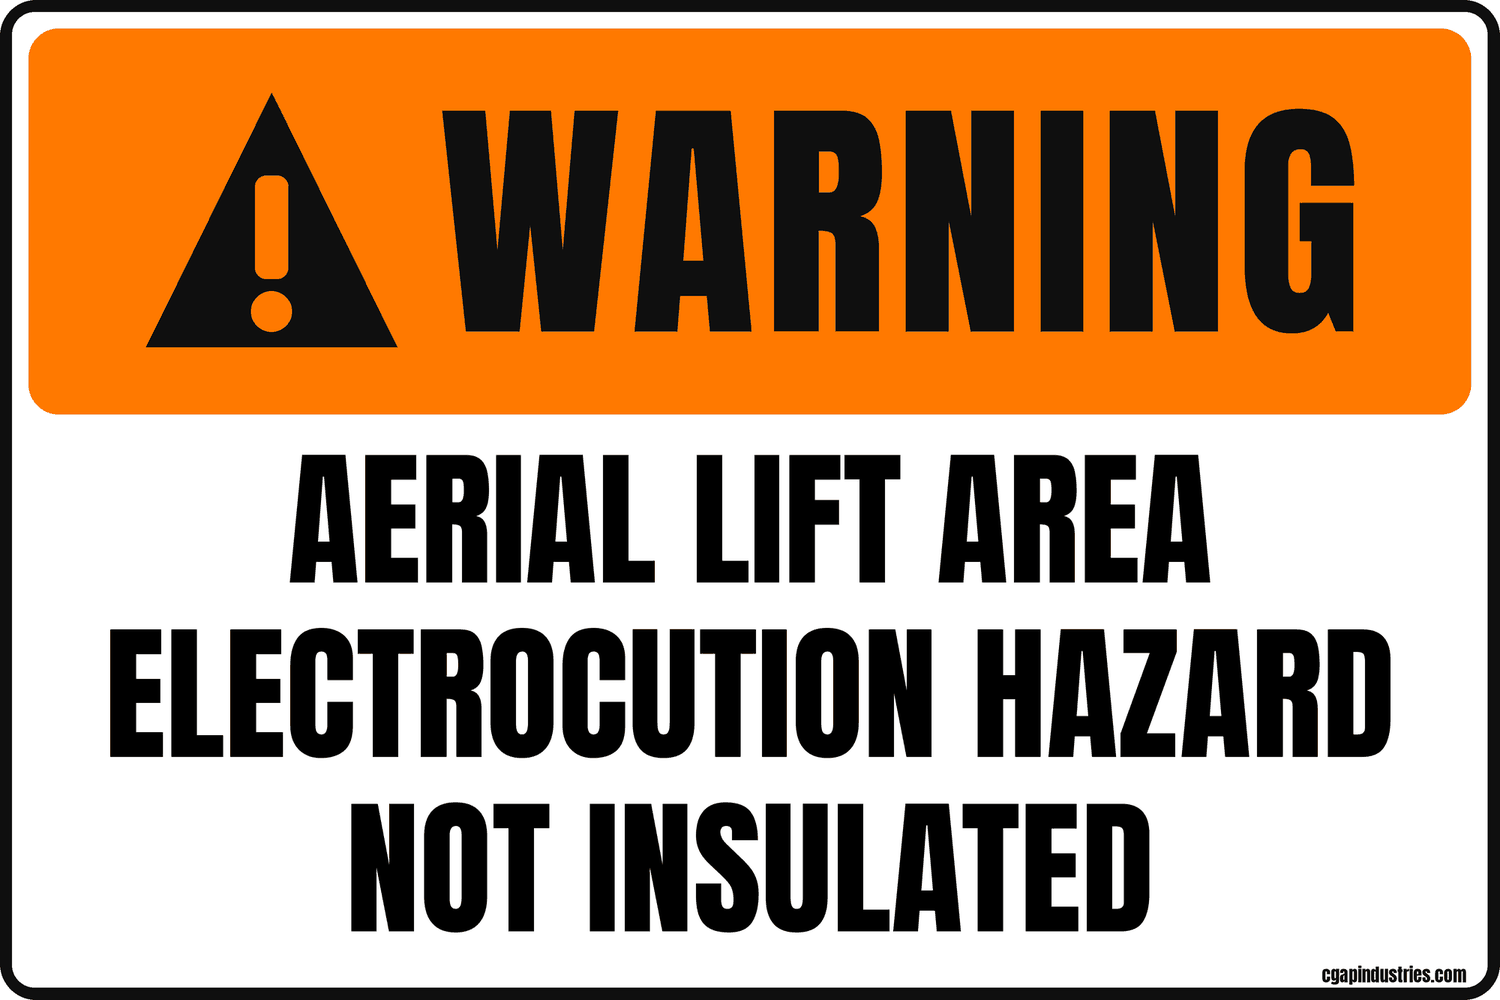 WARNING
AERIAL LIFT AREA
ELECTROCUTION HAZARD
NOT INSULATED
cgapindustries.com